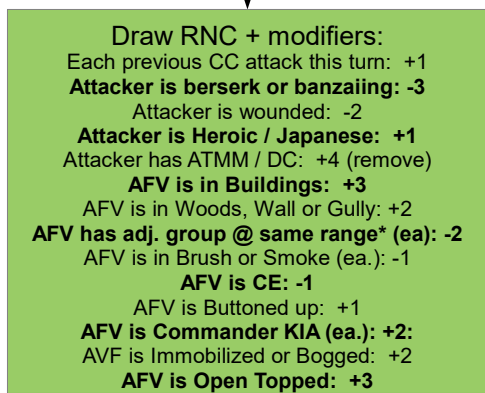 Draw RNC + modifiers:
Each previous CC attack this turn: +1
Attacker is berserk or banzaiing: -3
Attacker is wounded: -2
Attacker is Heroic / Japanese: +1
Attacker has ATMM / DC: +4 (remove)
AFV is in Buildings: +3
AFV is in Woods, Wall or Gully: +2
AFV has adj. group @ same range* (ea): -2
AFV is in Brush or Smoke (ea.): -1
AFV is CE: -1
AFV is Buttoned up: +1
AFV is Commander KIA (ea.): +2:
AVF is Immobilized or Bogged: +2
AFV is Open Topped: +3